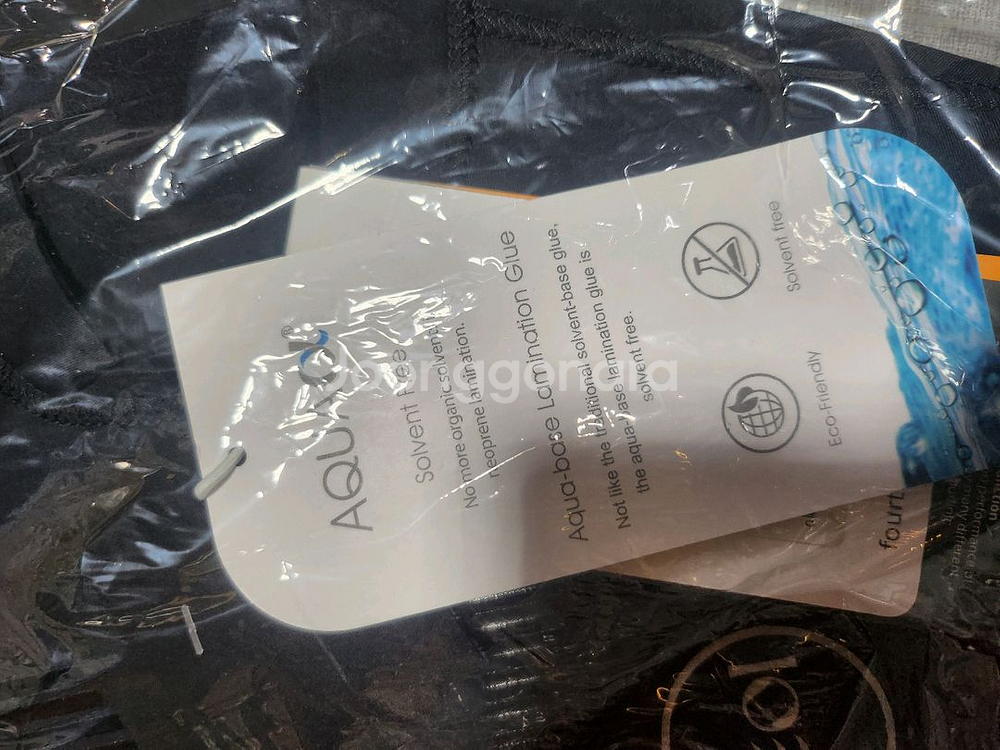 AQUAα®
Solvent Free
No more organic solvent in
neoprene lamination.
Aqua-base Lamination Glue
Not like the traditional solvent-base glue,
the aqua-base lamination glue is
solvent free.
Solvent free
Eco-Friendly
fourt